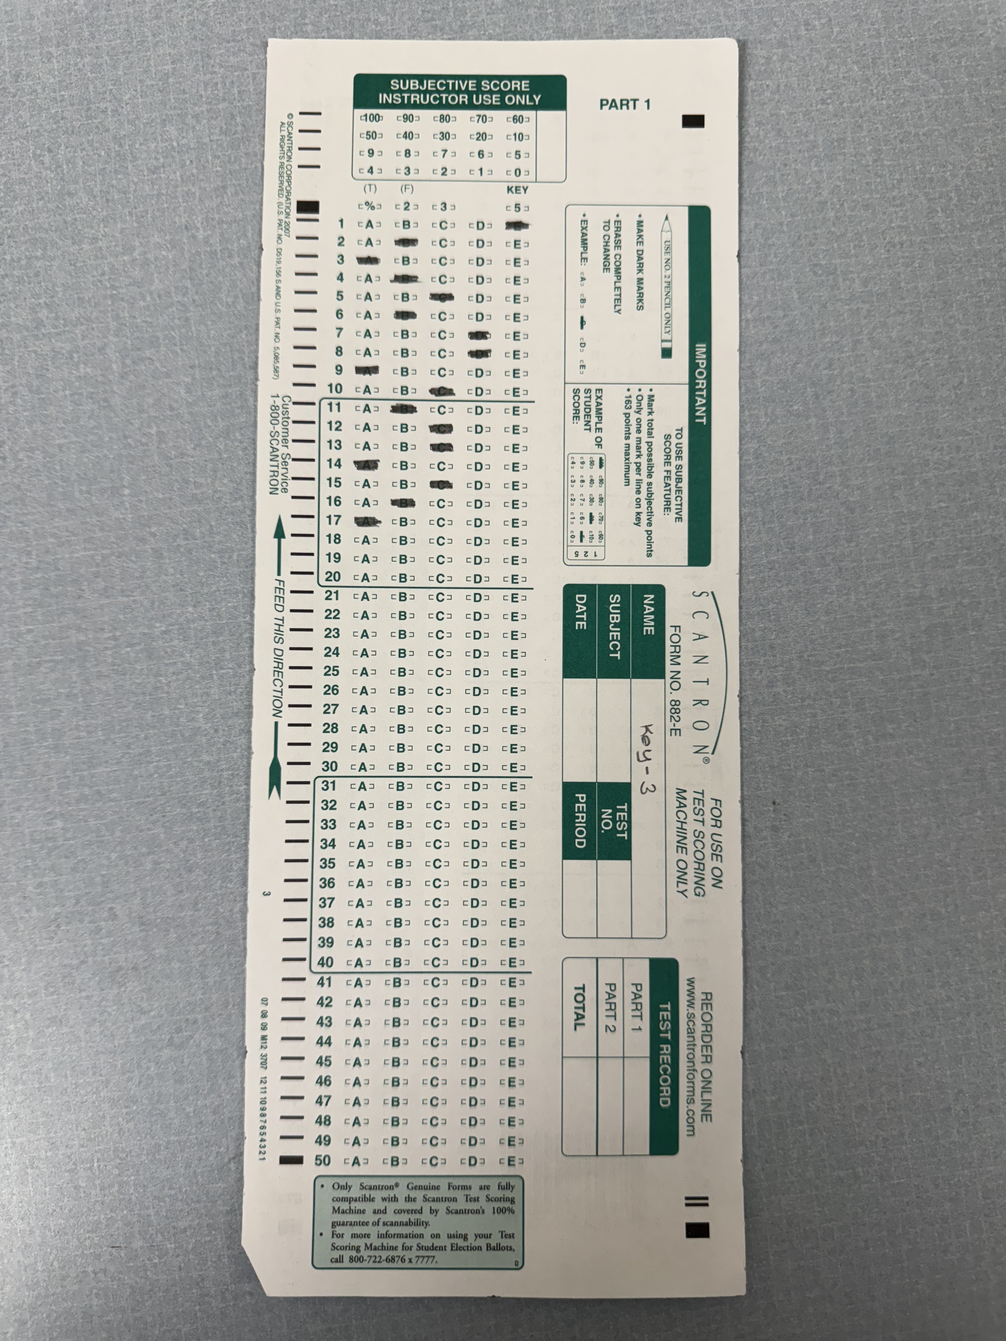 SUBJECTIVE SCORE
INSTRUCTOR USE ONLY
100 90 80 70 60
50 40 30 20 10
9 8 7 6 5
4 3 2 1 0
(T) (F) KEY
% 2 3 5
1 A B C D
2 A C D E
3 B C D E
4 A C D E
5 A B D E
6 A C D E
7 A B C E
8 A B C E
9 B C D E
10 A B D E
11 A C D E
12 A B D E
13 A B D E
14 B C D E
15 A B D E
16 A C D E
17 B C D E
18 A B C D E
19 A B C D E
20 A B C D E
21 A B C D E
22 A B C D E
23 A B C D E
24 A B C D E
25 A B C D E
26 A B C D E
27 A B C D E
28 A B C D E
29 A B C D E
30 A B C D E
31 A B C D E
32 A B C D E
33 A B C D E
34 A B C D E
35 A B C D E
36 A B C D E
37 A B C D E
38 A B C D E
39 A B C D E
40 A B C D E
41 A B C D E
42 A B C D E
43 A B C D E
44 A B C D E
45 A B C D E
46 A B C D E
47 A B C D E
48 A B C D E
49 A B C D E
50 A B C D E
• Only Scantron® Genuine Forms are fully
compatible with the Scantron Test Scoring
Machine and covered by Scantron's 100%
guarantee of scannability.
• For more information on using your Test
Scoring Machine for Student Election Ballots,
call 800-722-6876 x 7777.
© SCANTRON CORPORATION 2007
ALL RIGHTS RESERVED.
Customer Service
1-800-SCANTRON
FEED THIS DIRECTION
3
07 08 09 M12 3707 12 11 10 9 8 7 6 5 4 3 2 1
PART 1
IMPORTANT
USE NO. 2 PENCIL ONLY
• MAKE DARK MARKS
• ERASE COMPLETELY
TO CHANGE
• EXAMPLE: A B D E
TO USE SUBJECTIVE
SCORE FEATURE:
• Mark total possible subjective points
• Only one mark per line on key
• 163 points maximum
EXAMPLE OF
STUDENT
SCORE:
SCANTRON®
FORM NO. 882-E
FOR USE ON
TEST SCORING
MACHINE ONLY
NAME Key-3
SUBJECT
TEST
NO.
DATE
PERIOD
REORDER ONLINE
www.scantronforms.com
TEST RECORD
PART 1
PART 2
TOTAL